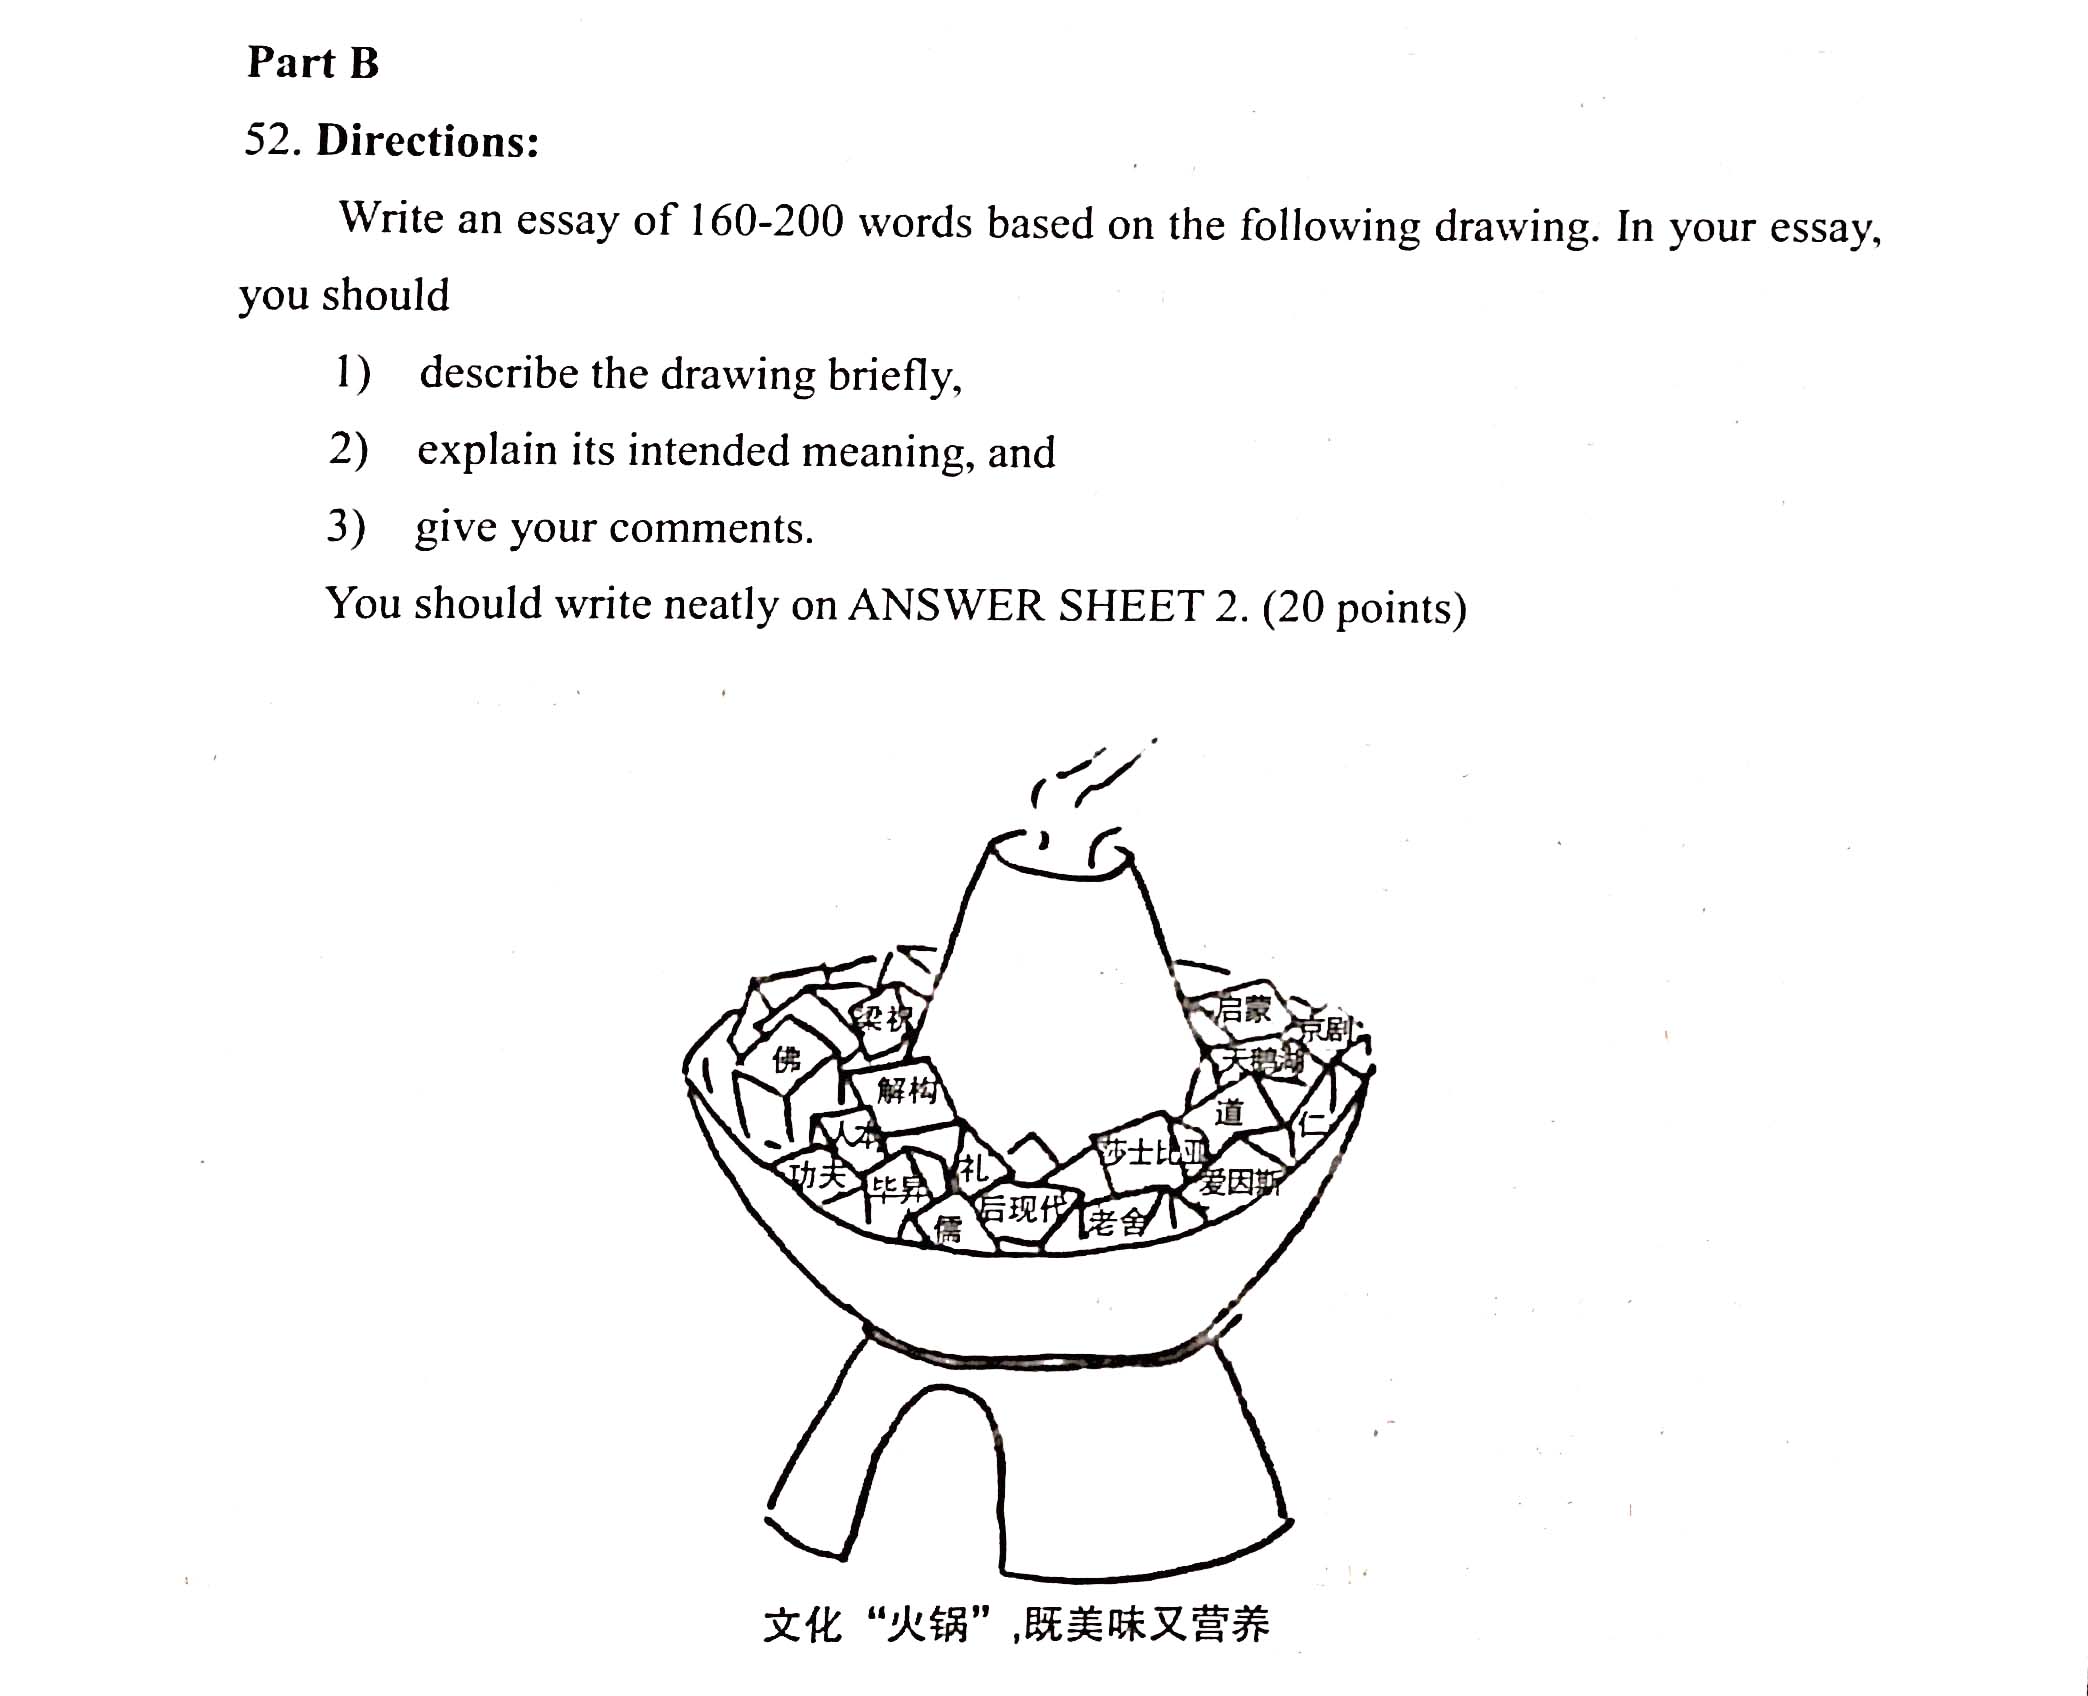 Part B
52. Directions:
Write an essay of 160-200 words based on the following drawing. In your essay,
you should
1) describe the drawing briefly,
2) explain its intended meaning, and
3) give your comments.
You should write neatly on ANSWER SHEET 2. (20 points)
梁祝
启蒙
京剧
佛
天鹅湖
解构
道
仁
人本
莎士比亚
功夫
毕昇
礼
爱因斯
后现代
老舍
儒
文化“火锅”,既美味又营养